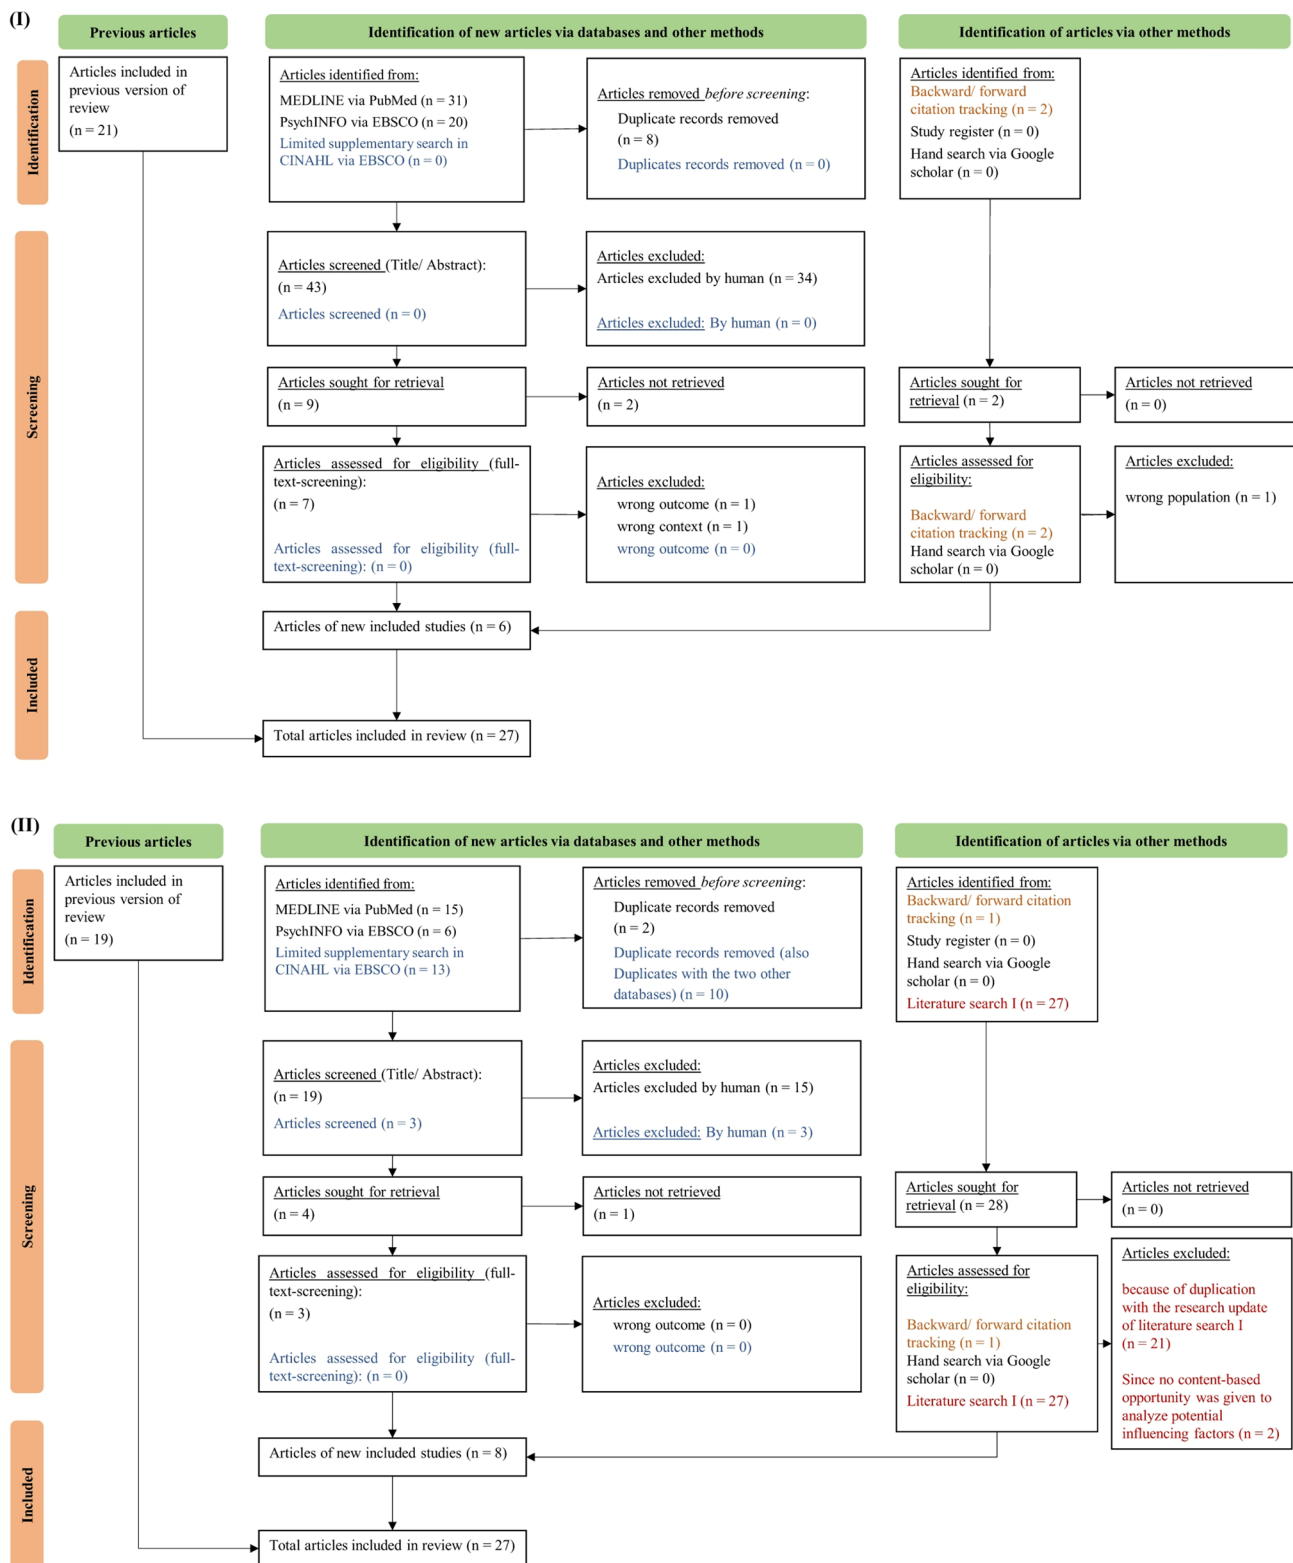 (I)
Previous articles
Identification of new articles via databases and other methods
Identification of articles via other methods
Identification
Articles included in
previous version of
review
(n = 21)
Articles identified from:
MEDLINE via PubMed (n = 31)
PsychINFO via EBSCO (n = 20)
Limited supplementary search in
CINAHL via EBSCO (n = 0)
Articles removed before screening:
Duplicate records removed
(n = 8)
Duplicates records removed (n = 0)
Articles identified from:
Backward/ forward
citation tracking (n = 2)
Study register (n = 0)
Hand search via Google
scholar (n = 0)
Screening
Articles screened (Title/ Abstract):
(n = 43)
Articles screened (n = 0)
Articles excluded:
Articles excluded by human (n = 34)
Articles excluded: By human (n = 0)
Articles sought for retrieval
(n = 9)
Articles not retrieved
(n = 2)
Articles sought for
retrieval (n = 2)
Articles not retrieved
(n = 0)
Articles assessed for eligibility (full-
text-screening):
(n = 7)
Articles assessed for eligibility (full-
text-screening): (n = 0)
Articles excluded:
wrong outcome (n = 1)
wrong context (n = 1)
wrong outcome (n = 0)
Articles assessed for
eligibility:
Backward/ forward
citation tracking (n = 2)
Hand search via Google
scholar (n = 0)
Articles excluded:
wrong population (n = 1)
Included
Articles of new included studies (n = 6)
Total articles included in review (n = 27)
(II)
Previous articles
Identification of new articles via databases and other methods
Identification of articles via other methods
Identification
Articles included in
previous version of
review
(n = 19)
Articles identified from:
MEDLINE via PubMed (n = 15)
PsychINFO via EBSCO (n = 6)
Limited supplementary search in
CINAHL via EBSCO (n = 13)
Articles removed before screening:
Duplicate records removed
(n = 2)
Duplicate records removed (also
Duplicates with the two other
databases) (n = 10)
Articles identified from:
Backward/ forward citation
tracking (n = 1)
Study register (n = 0)
Hand search via Google
scholar (n = 0)
Literature search I (n = 27)
Screening
Articles screened (Title/ Abstract):
(n = 19)
Articles screened (n = 3)
Articles excluded:
Articles excluded by human (n = 15)
Articles excluded: By human (n = 3)
Articles sought for retrieval
(n = 4)
Articles not retrieved
(n = 1)
Articles sought for
retrieval (n = 28)
Articles not retrieved
(n = 0)
Articles assessed for eligibility (full-
text-screening):
(n = 3)
Articles assessed for eligibility (full-
text-screening): (n = 0)
Articles excluded:
wrong outcome (n = 0)
wrong outcome (n = 0)
Articles assessed for
eligibility:
Backward/ forward citation
tracking (n = 1)
Hand search via Google
scholar (n = 0)
Literature search I (n = 27)
Articles excluded:
because of duplication
with the research update
of literature search I
(n = 21)
Since no content-based
opportunity was given to
analyze potential
influencing factors (n = 2)
Included
Articles of new included studies (n = 8)
Total articles included in review (n = 27)